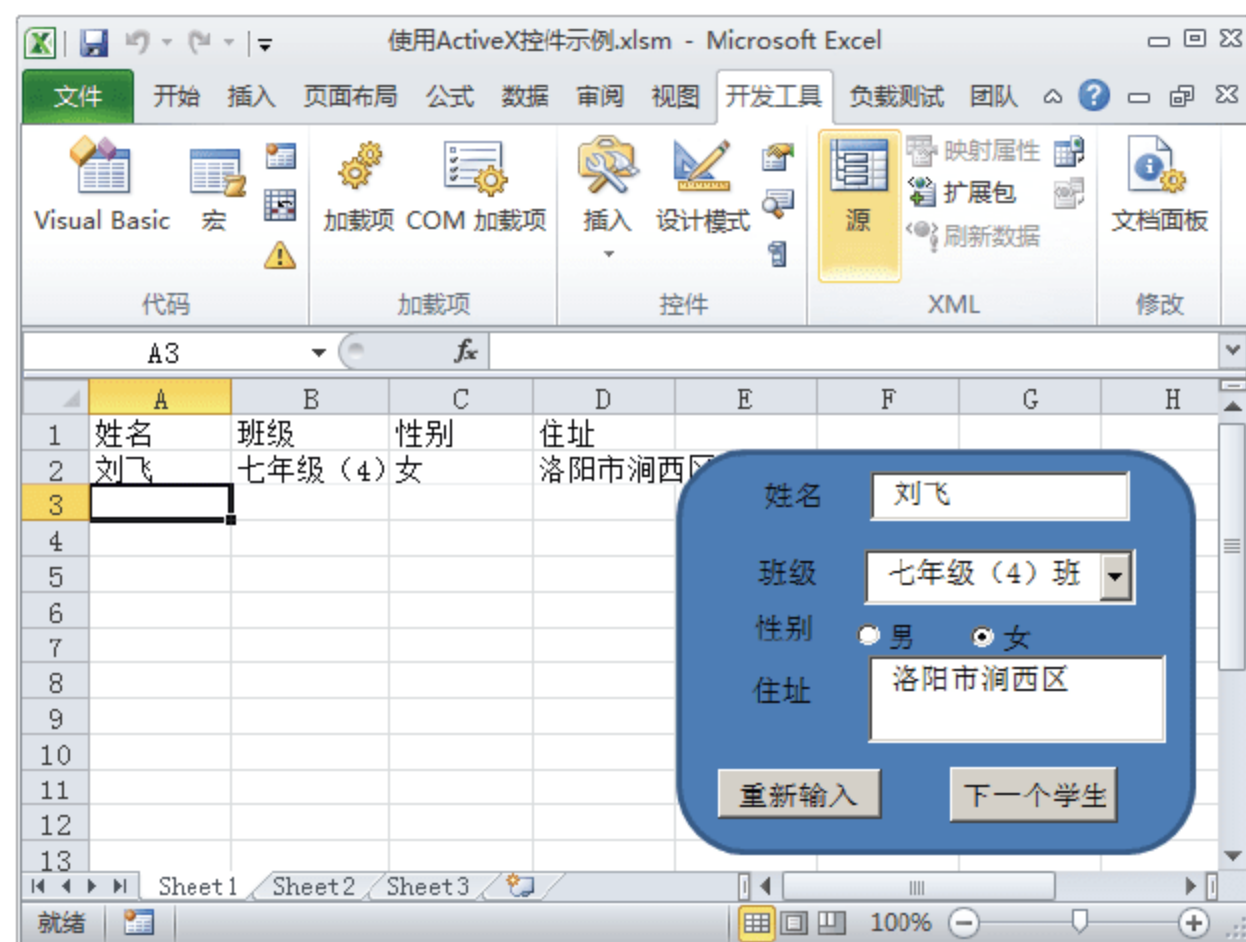 使用ActiveX控件示例.xlsm - Microsoft Excel
文件 开始 插入 页面布局 公式 数据 审阅 视图 开发工具 负载测试 团队
Visual Basic 宏 加载项 COM 加载项 插入 设计模式 源 映射属性 扩展包 刷新数据 文档面板
代码 加载项 控件 XML 修改
A3 fx
A B C D E F G H
1 姓名 班级 性别 住址
2 刘飞 七年级（4） 女 洛阳市涧西区
3
4
5
6
7
8
9
10
11
12
13
姓名 刘飞
班级 七年级（4）班
性别 男 女
住址 洛阳市涧西区
重新输入 下一个学生
Sheet1 Sheet2 Sheet3
就绪 100%